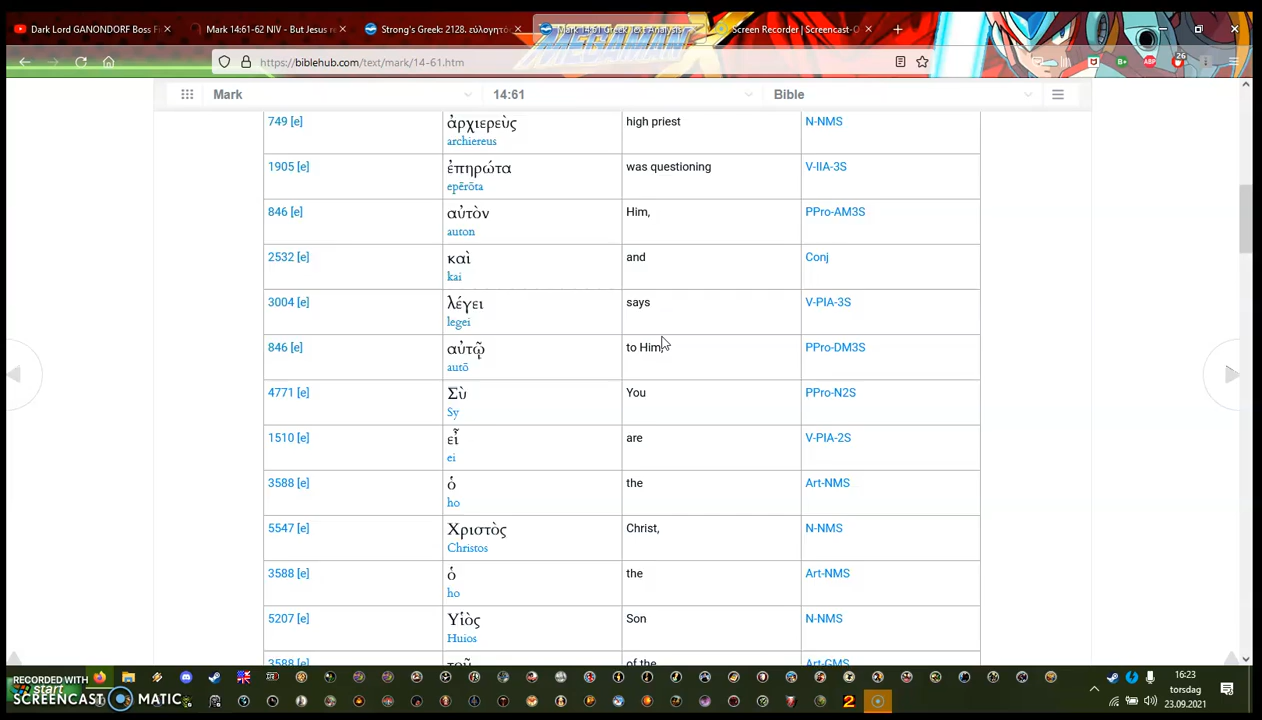 Dark Lord GANONDORF Boss F
Mark 14:61-62 NIV - But Jesus r
Strong's Greek: 2128. εὐλογητό
Mark 14:61 Greek Text Analysis
Screen Recorder | Screencast-O
https://biblehub.com/text/mark/14-61.htm
26
Mark 14:61 Bible
749 [e] ἀρχιερεὺς high priest N-NMS
archiereus
1905 [e] ἐπηρώτα was questioning V-IIA-3S
epērōta
846 [e] αὐτὸν Him, PPro-AM3S
auton
2532 [e] καὶ and Conj
kai
3004 [e] λέγει says V-PIA-3S
legei
846 [e] αὐτῷ to Him, PPro-DM3S
autō
4771 [e] Σὺ You PPro-N2S
Sy
1510 [e] εἶ are V-PIA-2S
ei
3588 [e] ὁ the Art-NMS
ho
5547 [e] Χριστὸς Christ, N-NMS
Christos
3588 [e] ὁ the Art-NMS
ho
5207 [e] Υἱὸς Son N-NMS
Huios
3588 [e] τοῦ of the Art-GMS
RECORDED WITH
start
SCREENCAST MATIC
16:23
torsdag
23.09.2021